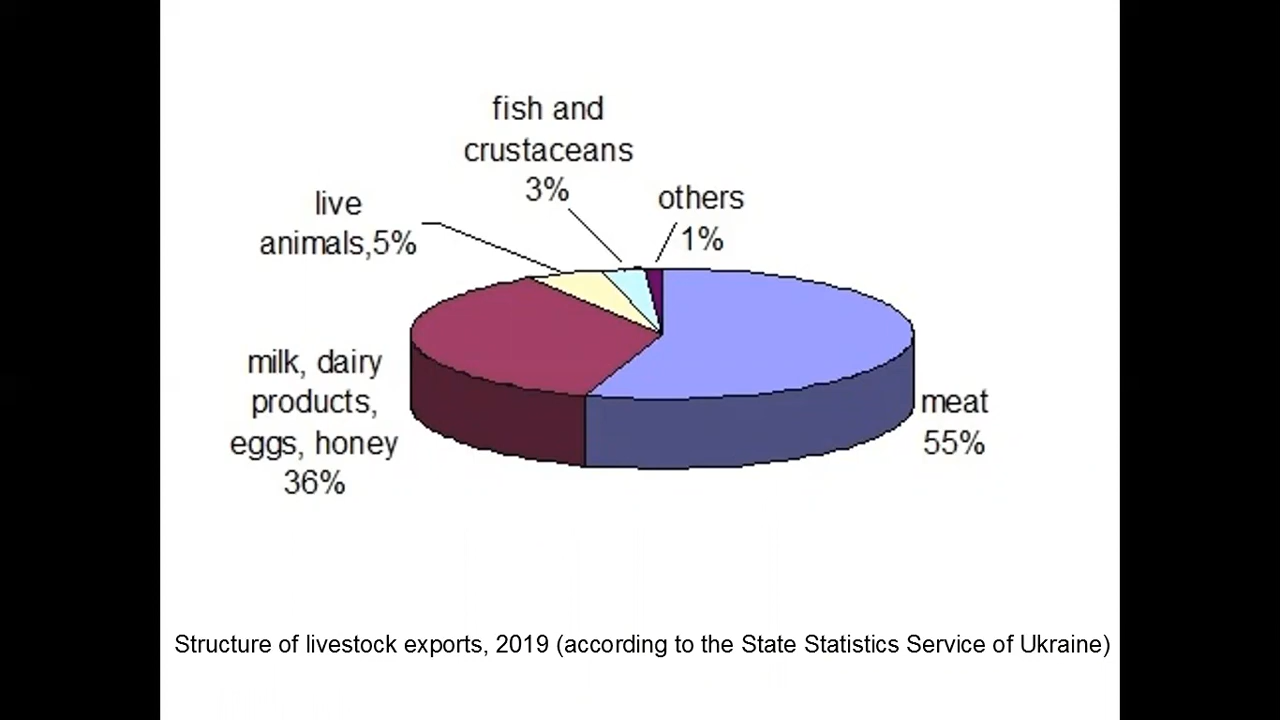 fish and
crustaceans
3%
others
1%
live
animals,5%
milk, dairy
products,
eggs, honey
36%
meat
55%
Structure of livestock exports, 2019 (according to the State Statistics Service of Ukraine)